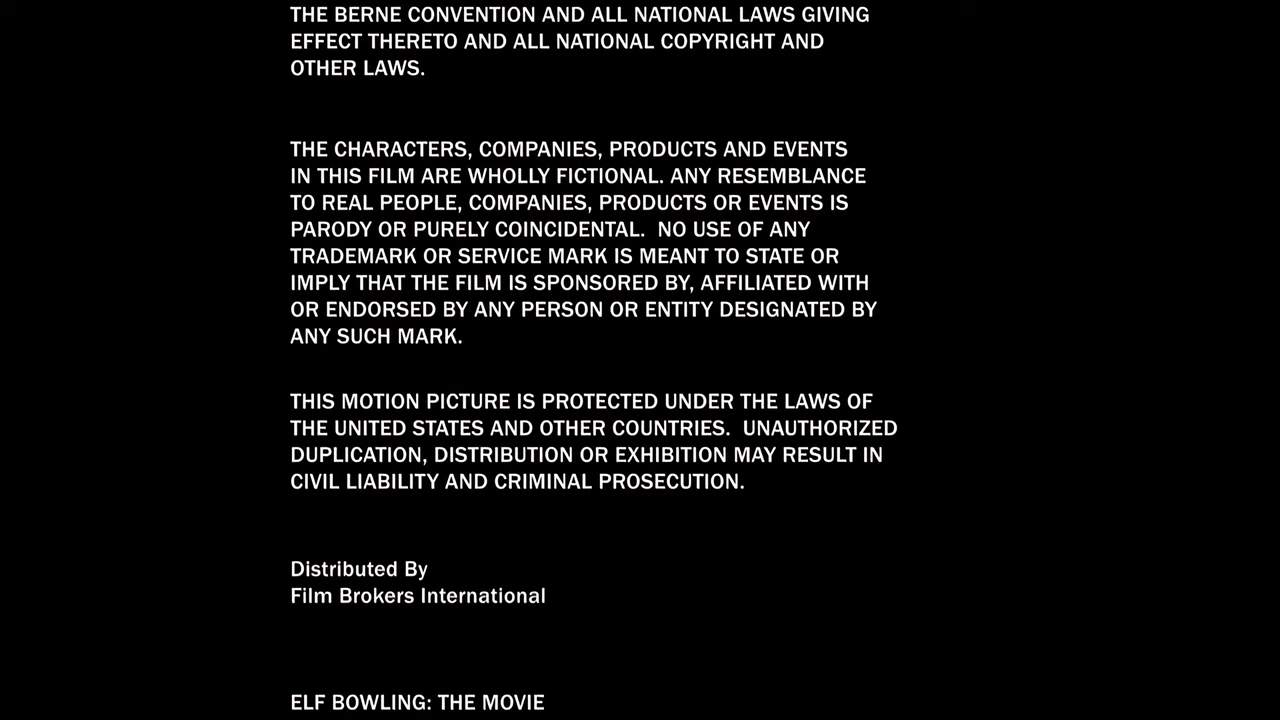 THE BERNE CONVENTION AND ALL NATIONAL LAWS GIVING
EFFECT THERETO AND ALL NATIONAL COPYRIGHT AND
OTHER LAWS.
THE CHARACTERS, COMPANIES, PRODUCTS AND EVENTS
IN THIS FILM ARE WHOLLY FICTIONAL. ANY RESEMBLANCE
TO REAL PEOPLE, COMPANIES, PRODUCTS OR EVENTS IS
PARODY OR PURELY COINCIDENTAL.  NO USE OF ANY
TRADEMARK OR SERVICE MARK IS MEANT TO STATE OR
IMPLY THAT THE FILM IS SPONSORED BY, AFFILIATED WITH
OR ENDORSED BY ANY PERSON OR ENTITY DESIGNATED BY
ANY SUCH MARK.
THIS MOTION PICTURE IS PROTECTED UNDER THE LAWS OF
THE UNITED STATES AND OTHER COUNTRIES.  UNAUTHORIZED
DUPLICATION, DISTRIBUTION OR EXHIBITION MAY RESULT IN
CIVIL LIABILITY AND CRIMINAL PROSECUTION.
Distributed By
Film Brokers International
ELF BOWLING: THE MOVIE